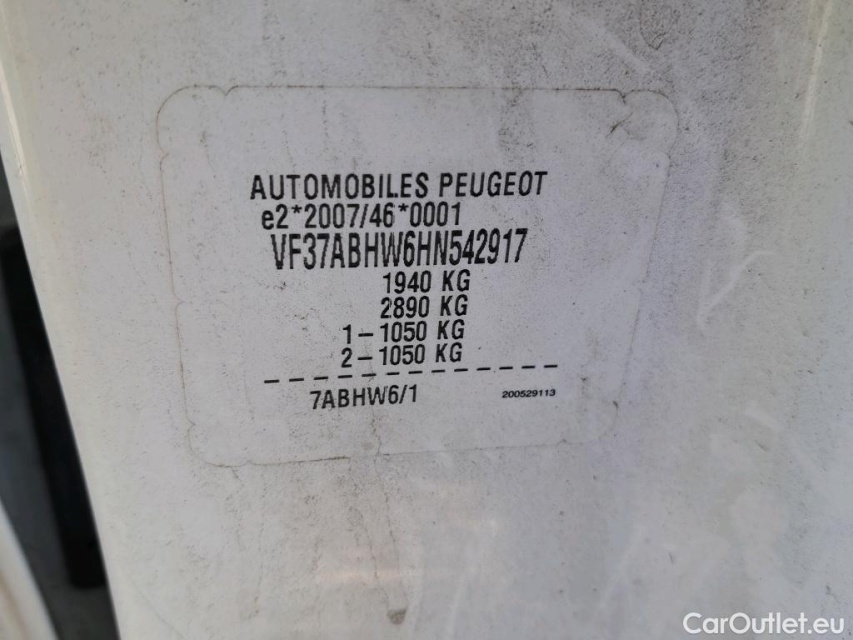 AUTOMOBILES PEUGEOT
e2*2007/46*0001
VF37ABHW6HN542917
1940 KG
2890 KG
1-1050 KG
2-1050 KG
7ABHW6/1 200529113
CarOutlet.eu